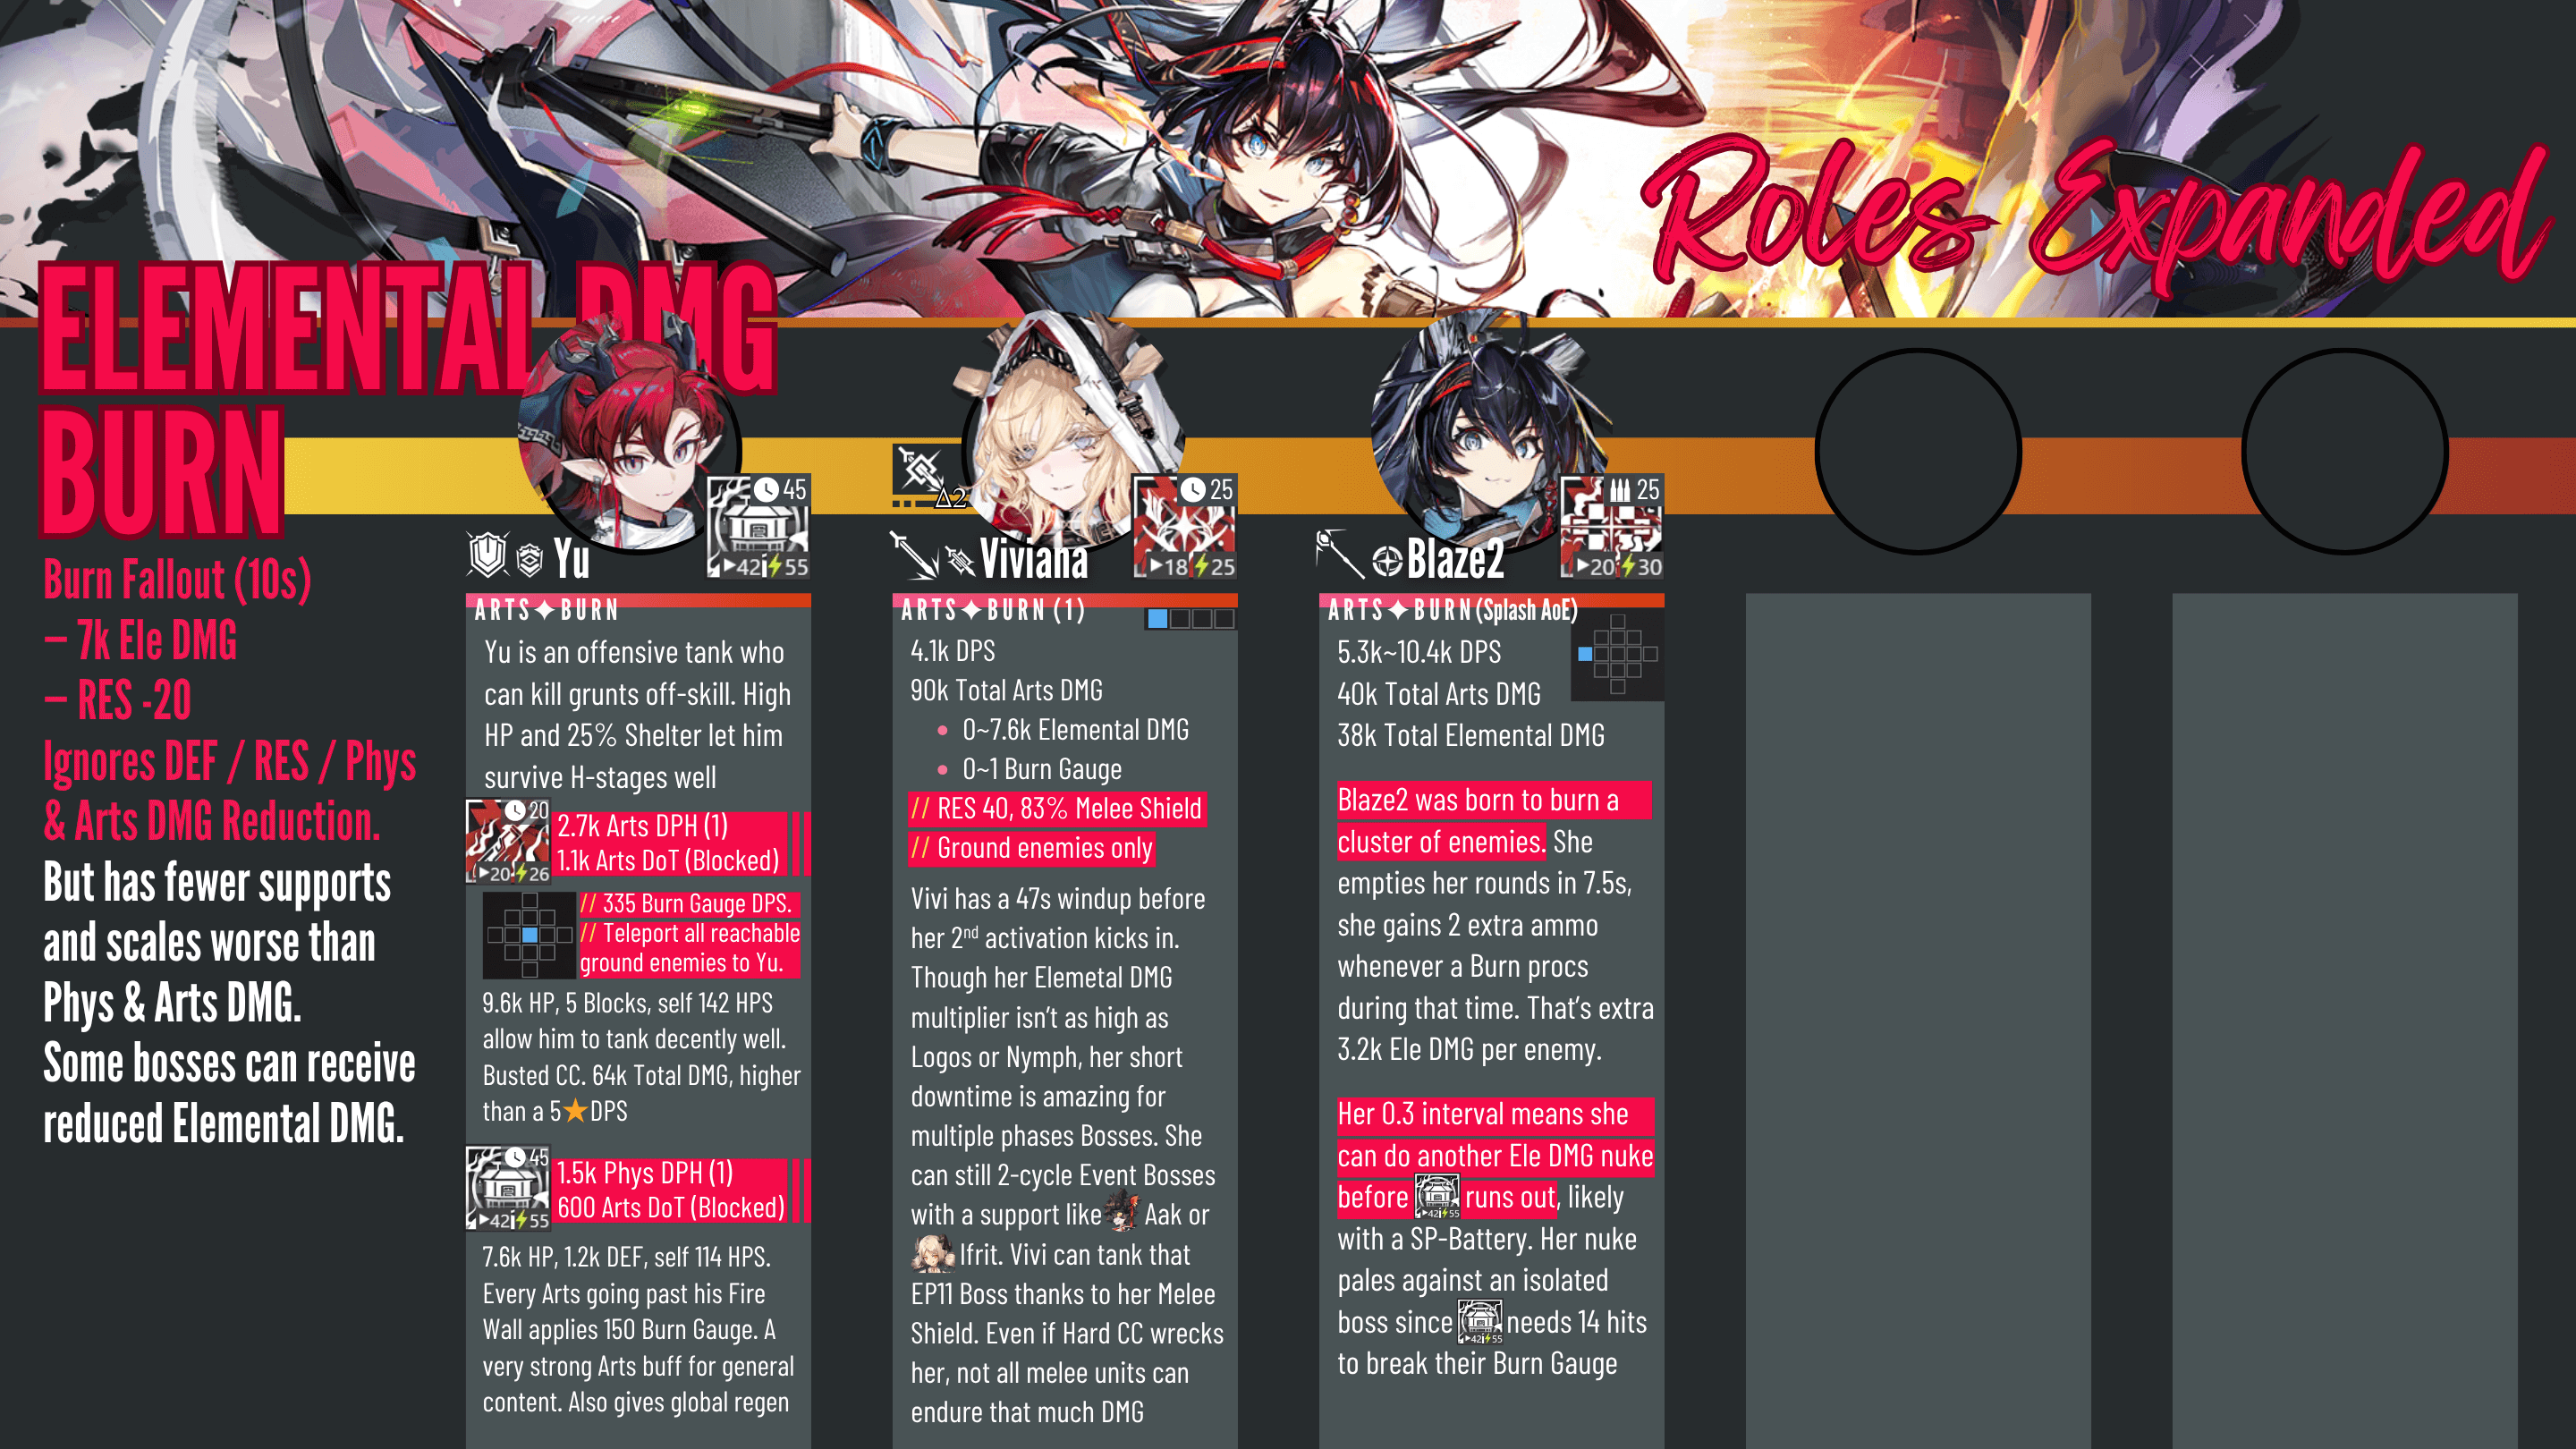 Roles Expanded
ELEMENTAL DMG
BURN
Burn Fallout (10s)
– 7k Ele DMG
– RES -20
Ignores DEF / RES / Phys
& Arts DMG Reduction.
But has fewer supports
and scales worse than
Phys & Arts DMG.
Some bosses can receive
reduced Elemental DMG.
45
42 55
Yu
ARTS✦BURN
Yu is an offensive tank who
can kill grunts off-skill. High
HP and 25% Shelter let him
survive H-stages well
20
20 26
2.7k Arts DPH (1)
1.1k Arts DoT (Blocked)
// 335 Burn Gauge DPS.
// Teleport all reachable
ground enemies to Yu.
9.6k HP, 5 Blocks, self 142 HPS
allow him to tank decently well.
Busted CC. 64k Total DMG, higher
than a 5★DPS
45
42 55
1.5k Phys DPH (1)
600 Arts DoT (Blocked)
7.6k HP, 1.2k DEF, self 114 HPS.
Every Arts going past his Fire
Wall applies 150 Burn Gauge. A
very strong Arts buff for general
content. Also gives global regen
Δ2
25
18 25
Viviana
ARTS✦BURN (1)
4.1k DPS
90k Total Arts DMG
• 0~7.6k Elemental DMG
• 0~1 Burn Gauge
// RES 40, 83% Melee Shield
// Ground enemies only
Vivi has a 47s windup before
her 2nd activation kicks in.
Though her Elemetal DMG
multiplier isn't as high as
Logos or Nymph, her short
downtime is amazing for
multiple phases Bosses. She
can still 2-cycle Event Bosses
with a support like Aak or
Ifrit. Vivi can tank that
EP11 Boss thanks to her Melee
Shield. Even if Hard CC wrecks
her, not all melee units can
endure that much DMG
25
20 30
Blaze2
ARTS✦BURN (Splash AoE)
5.3k~10.4k DPS
40k Total Arts DMG
38k Total Elemental DMG
Blaze2 was born to burn a
cluster of enemies. She
empties her rounds in 7.5s,
she gains 2 extra ammo
whenever a Burn procs
during that time. That's extra
3.2k Ele DMG per enemy.
Her 0.3 interval means she
can do another Ele DMG nuke
before 42 55 runs out, likely
with a SP-Battery. Her nuke
pales against an isolated
boss since 42 55 needs 14 hits
to break their Burn Gauge